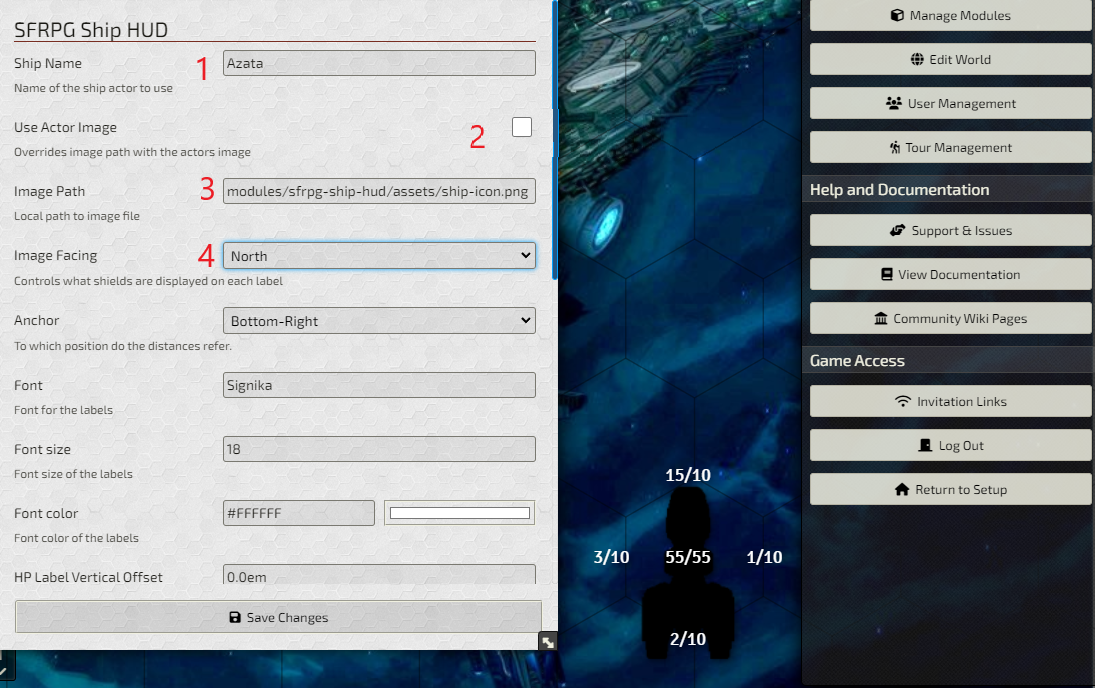 SFRPG Ship HUD
Ship Name
1
Azata
Name of the ship actor to use
Use Actor Image
2
Overrides image path with the actors image
Image Path
3
modules/sfrpg-ship-hud/assets/ship-icon.png
Local path to image file
Image Facing
4
North
Controls what shields are displayed on each label
Anchor
Bottom-Right
To which position do the distances refer.
Font
Signika
Font for the labels
Font size
18
Font size of the labels
Font color
#FFFFFF
Font color of the labels
HP Label Vertical Offset
0.0em
Save Changes
15/10
3/10
55/55
1/10
2/10
Manage Modules
Edit World
User Management
Tour Management
Help and Documentation
Support & Issues
View Documentation
Community Wiki Pages
Game Access
Invitation Links
Log Out
Return to Setup